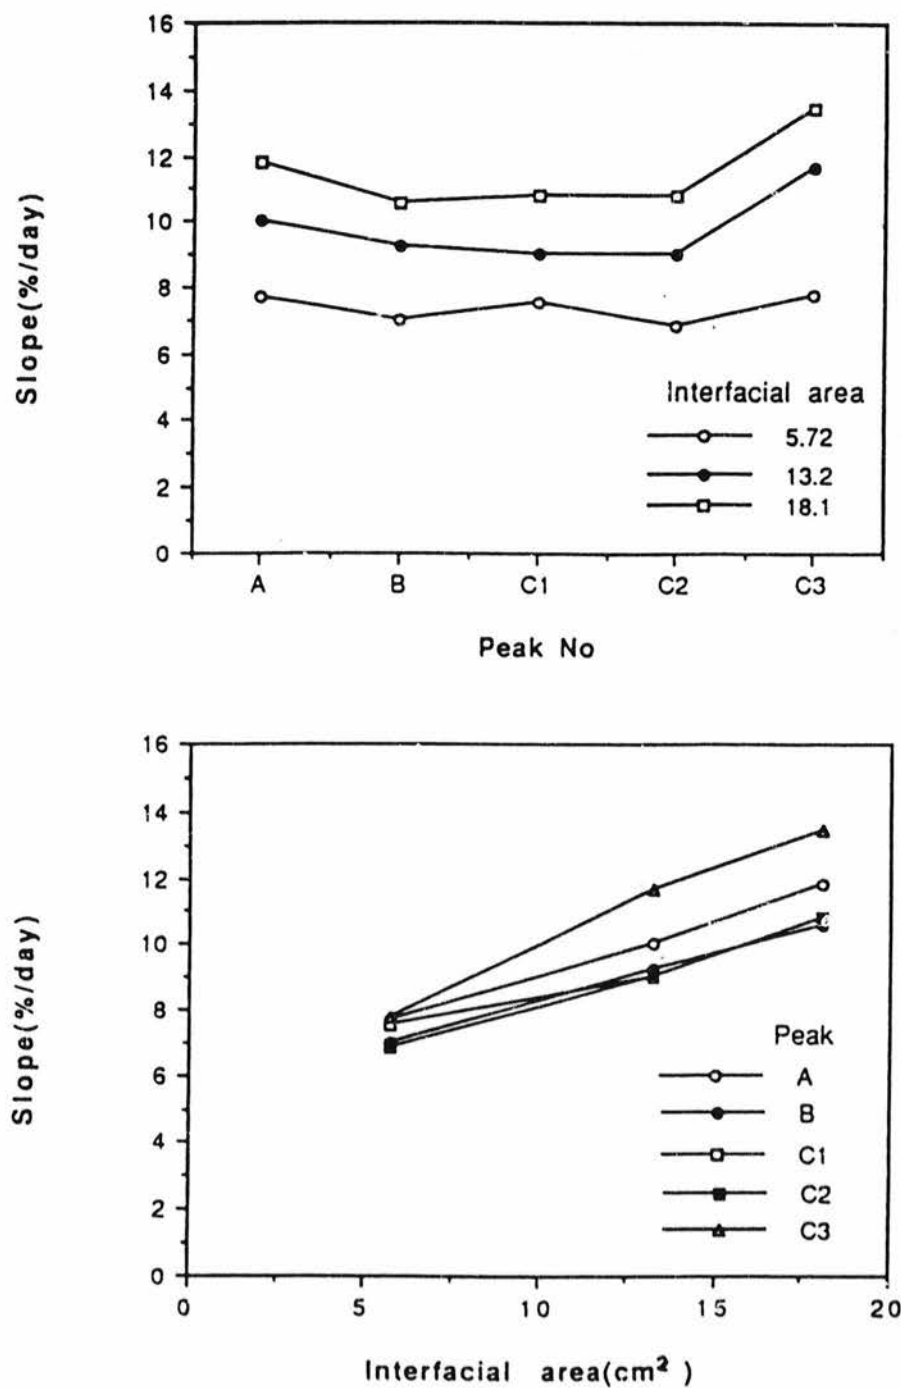 16
14
12
10
8
6
4
2
0
Slope(%/day)
Interfacial area
5.72
13.2
18.1
A B C1 C2 C3
Peak No
16
14
12
10
8
6
4
2
0
Slope(%/day)
Peak
A
B
C1
C2
C3
0 5 10 15 20
Interfacial area(cm² )